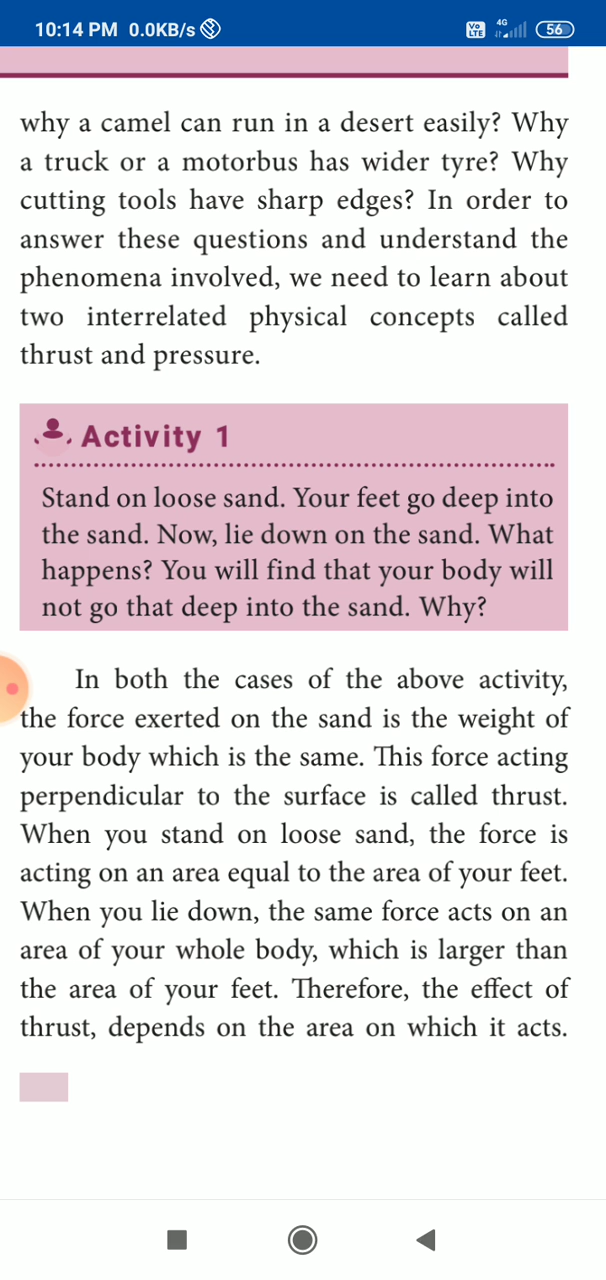 10:14 PM 0.0KB/s
Vo LTE 4G 56
why a camel can run in a desert easily? Why
a truck or a motorbus has wider tyre? Why
cutting tools have sharp edges? In order to
answer these questions and understand the
phenomena involved, we need to learn about
two interrelated physical concepts called
thrust and pressure.
Activity 1
Stand on loose sand. Your feet go deep into
the sand. Now, lie down on the sand. What
happens? You will find that your body will
not go that deep into the sand. Why?
In both the cases of the above activity,
the force exerted on the sand is the weight of
your body which is the same. This force acting
perpendicular to the surface is called thrust.
When you stand on loose sand, the force is
acting on an area equal to the area of your feet.
When you lie down, the same force acts on an
area of your whole body, which is larger than
the area of your feet. Therefore, the effect of
thrust, depends on the area on which it acts.